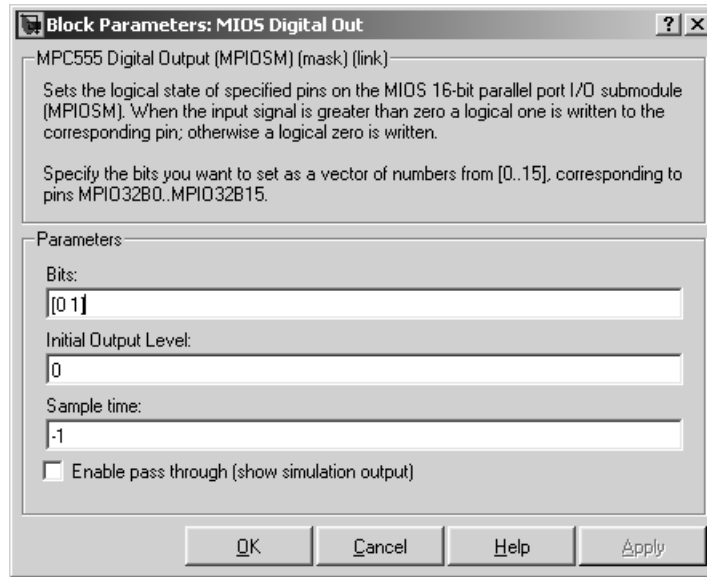 Block Parameters: MIOS Digital Out
MPC555 Digital Output (MPIOSM) (mask) (link)
Sets the logical state of specified pins on the MIOS 16-bit parallel port I/O submodule
(MPIOSM). When the input signal is greater than zero a logical one is written to the
corresponding pin; otherwise a logical zero is written.
Specify the bits you want to set as a vector of numbers from [0..15], corresponding to
pins MPIO32B0..MPIO32B15.
Parameters
Bits:
[0 1]
Initial Output Level:
0
Sample time:
-1
Enable pass through (show simulation output)
OK Cancel Help Apply